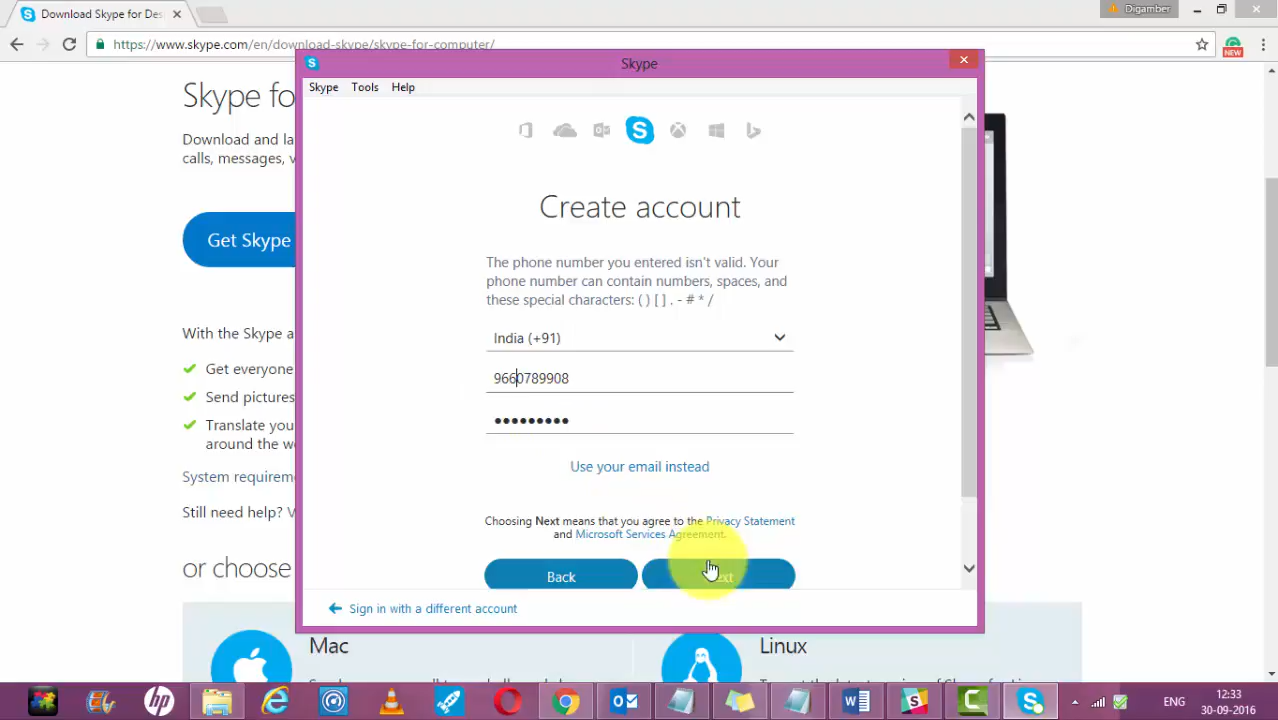 Download Skype for Des
Digamber
https://www.skype.com/en/download-skype/skype-for-computer/
NEW
Skype
Skype Tools Help
Skype fo
Download and la
calls, messages, v
Get Skype
With the Skype a
Get everyone
Send pictures
Translate you
around the w
System requireme
Still need help? V
or choose
Create account
The phone number you entered isn't valid. Your
phone number can contain numbers, spaces, and
these special characters: ( ) [ ] . - # * /
India (+91)
9660789908
Use your email instead
Choosing Next means that you agree to the Privacy Statement
and Microsoft Services Agreement.
Back
Sign in with a different account
Mac
Linux
ENG
12:33
30-09-2016